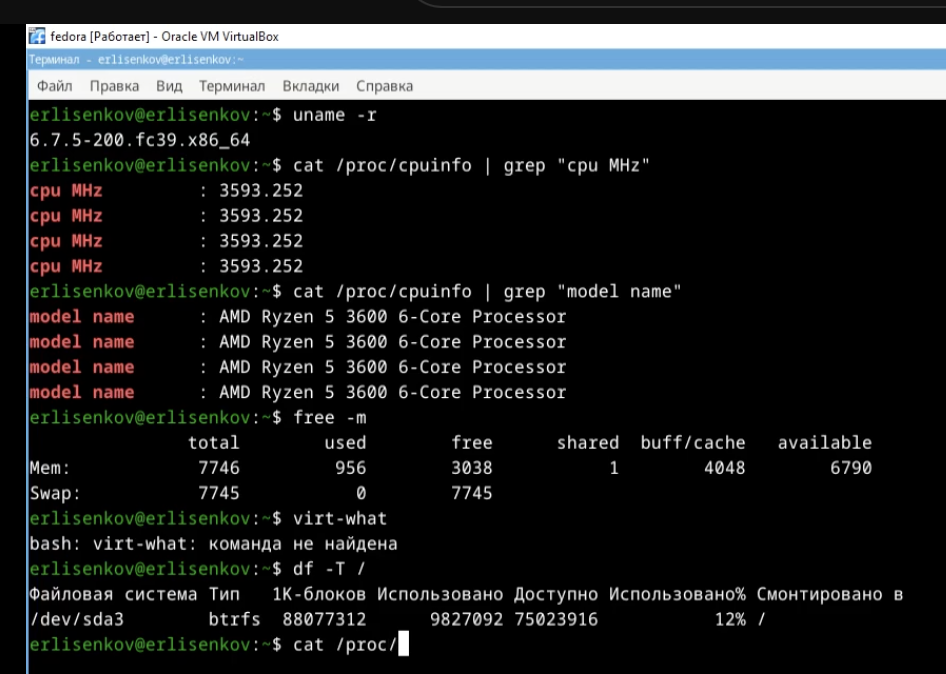 fedora [Работает] - Oracle VM VirtualBox
Терминал - erlisenkov@erlisenkov:~
Файл Правка Вид Терминал Вкладки Справка
erlisenkov@erlisenkov:~$ uname -r
6.7.5-200.fc39.x86_64
erlisenkov@erlisenkov:~$ cat /proc/cpuinfo | grep "cpu MHz"
cpu MHz : 3593.252
cpu MHz : 3593.252
cpu MHz : 3593.252
cpu MHz : 3593.252
erlisenkov@erlisenkov:~$ cat /proc/cpuinfo | grep "model name"
model name : AMD Ryzen 5 3600 6-Core Processor
model name : AMD Ryzen 5 3600 6-Core Processor
model name : AMD Ryzen 5 3600 6-Core Processor
model name : AMD Ryzen 5 3600 6-Core Processor
erlisenkov@erlisenkov:~$ free -m
total used free shared buff/cache available
Mem: 7746 956 3038 1 4048 6790
Swap: 7745 0 7745
erlisenkov@erlisenkov:~$ virt-what
bash: virt-what: команда не найдена
erlisenkov@erlisenkov:~$ df -T /
Файловая система Тип 1К-блоков Использовано Доступно Использовано% Смонтировано в
/dev/sda3 btrfs 88077312 9827092 75023916 12% /
erlisenkov@erlisenkov:~$ cat /proc/